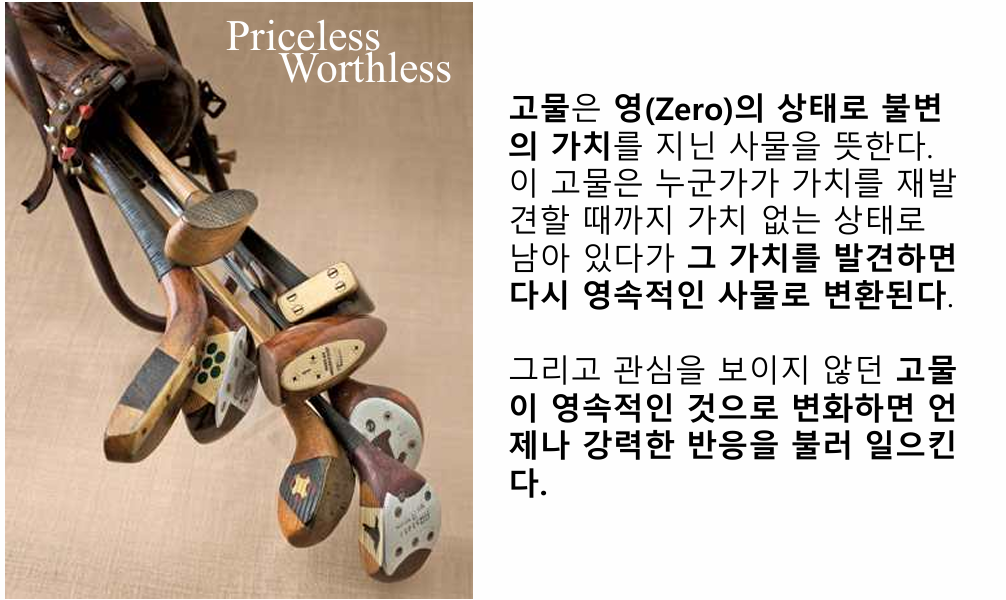 Priceless
Worthless
고물은 영(Zero)의 상태로 불변
의 가치를 지닌 사물을 뜻한다.
이 고물은 누군가가 가치를 재발
견할 때까지 가치 없는 상태로
남아 있다가 그 가치를 발견하면
다시 영속적인 사물로 변환된다.
그리고 관심을 보이지 않던 고물
이 영속적인 것으로 변화하면 언
제나 강력한 반응을 불러 일으킨
다.